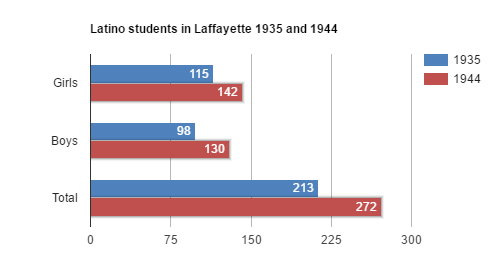 Latino students in Laffayette 1935 and 1944
1935
1944
Girls
115
142
Boys
98
130
Total
213
272
0 75 150 225 300